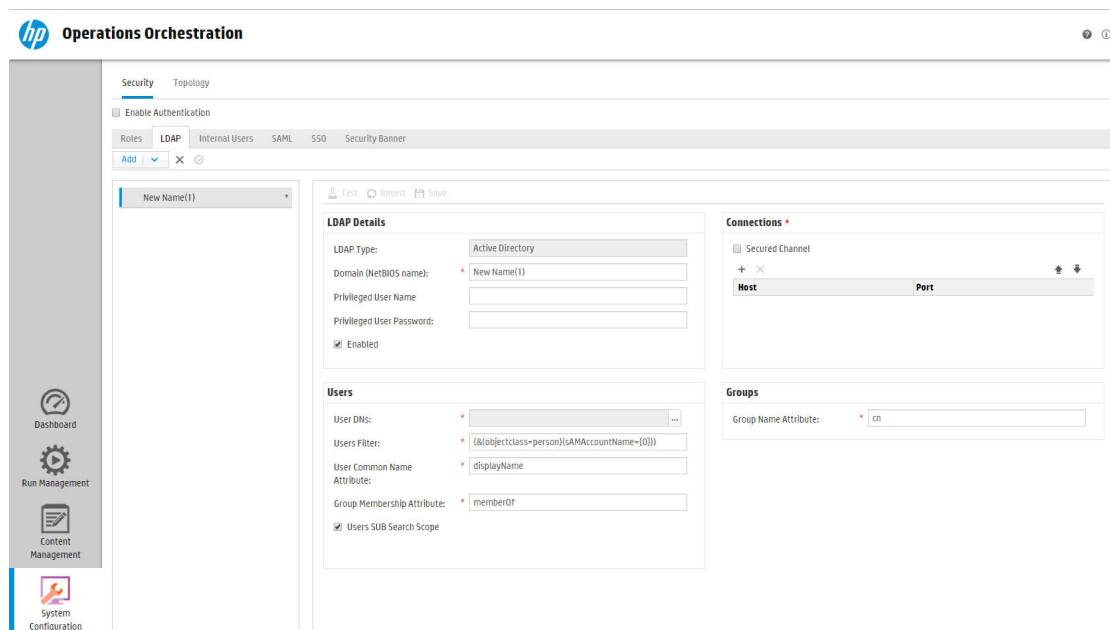 hp Operations Orchestration
Security Topology
Enable Authentication
Roles LDAP Internal Users SAML SSO Security Banner
Add
New Name(1) *
Test Revert Save
LDAP Details
LDAP Type: Active Directory
Domain (NetBIOS name): * New Name(1)
Privileged User Name
Privileged User Password:
Enabled
Connections *
Secured Channel
Host Port
Users
User DNs: * ...
Users Filter: * (&(objectclass=person)(sAMAccountName={0}))
User Common Name
Attribute: * displayName
Group Membership Attribute: * memberOf
Users SUB Search Scope
Groups
Group Name Attribute: * cn
Dashboard
Run Management
Content
Management
System
Configuration